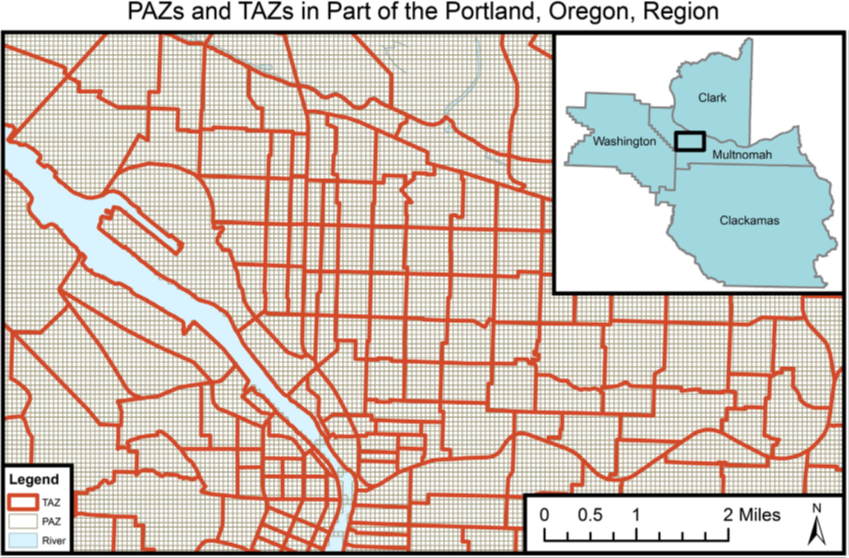 PAZs and TAZs in Part of the Portland, Oregon, Region
Clark
Washington
Multnomah
Clackamas
Legend
TAZ
PAZ
River
0 0.5 1 2 Miles
N